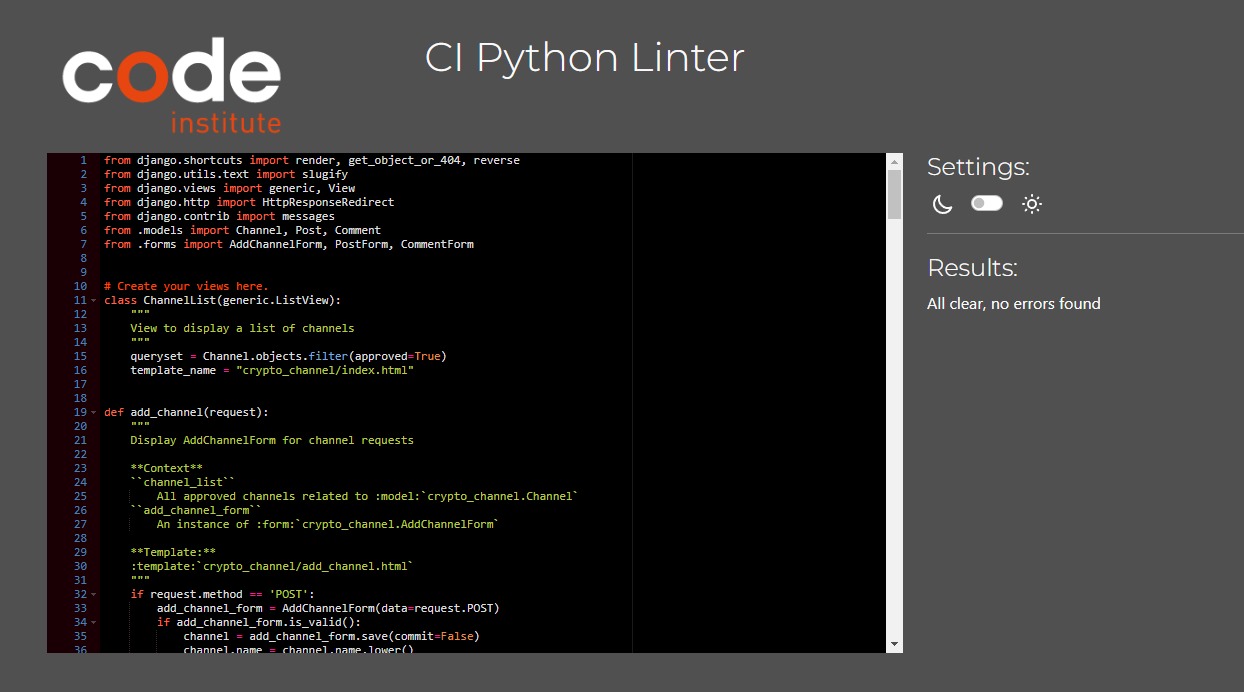 code
institute
CI Python Linter
1 from django.shortcuts import render, get_object_or_404, reverse
2 from django.utils.text import slugify
3 from django.views import generic, View
4 from django.http import HttpResponseRedirect
5 from django.contrib import messages
6 from .models import Channel, Post, Comment
7 from .forms import AddChannelForm, PostForm, CommentForm
8
9
10 # Create your views here.
11 class ChannelList(generic.ListView):
12     """
13     View to display a list of channels
14     """
15     queryset = Channel.objects.filter(approved=True)
16     template_name = "crypto_channel/index.html"
17
18
19 def add_channel(request):
20     """
21     Display AddChannelForm for channel requests
22
23     **Context**
24     ``channel_list``
25         All approved channels related to :model:`crypto_channel.Channel`
26     ``add_channel_form``
27         An instance of :form:`crypto_channel.AddChannelForm`
28
29     **Template:**
30     :template:`crypto_channel/add_channel.html`
31     """
32     if request.method == 'POST':
33         add_channel_form = AddChannelForm(data=request.POST)
34         if add_channel_form.is_valid():
35             channel = add_channel_form.save(commit=False)
36             channel.name = channel.name.lower()
Settings:
Results:
All clear, no errors found